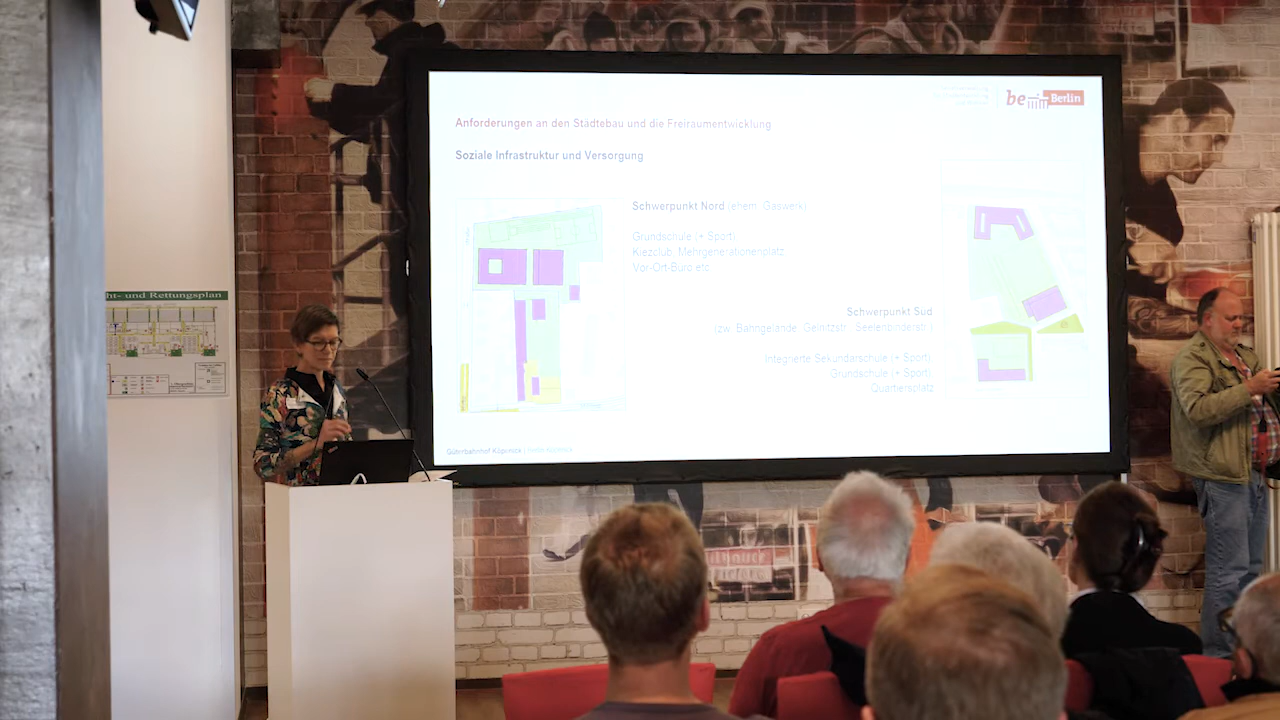 be Berlin
Anforderungen an den Städtebau und die Freiraumentwicklung
Soziale Infrastruktur und Versorgung
Schwerpunkt Nord (ehem. Gaswerk)
Grundschule (+ Sport)
Kiezclub, Mehrgenerationenplatz
Vor-Ort-Büro etc.
Schwerpunkt Süd
(zw. Bahngelände, Gelnitzstr., Seelenbinderstr.)
Integrierte Sekundarschule (+ Sport)
Grundschule (+ Sport)
Quartiersplatz
Güterbahnhof Köpenick
ht- und Rettungsplan